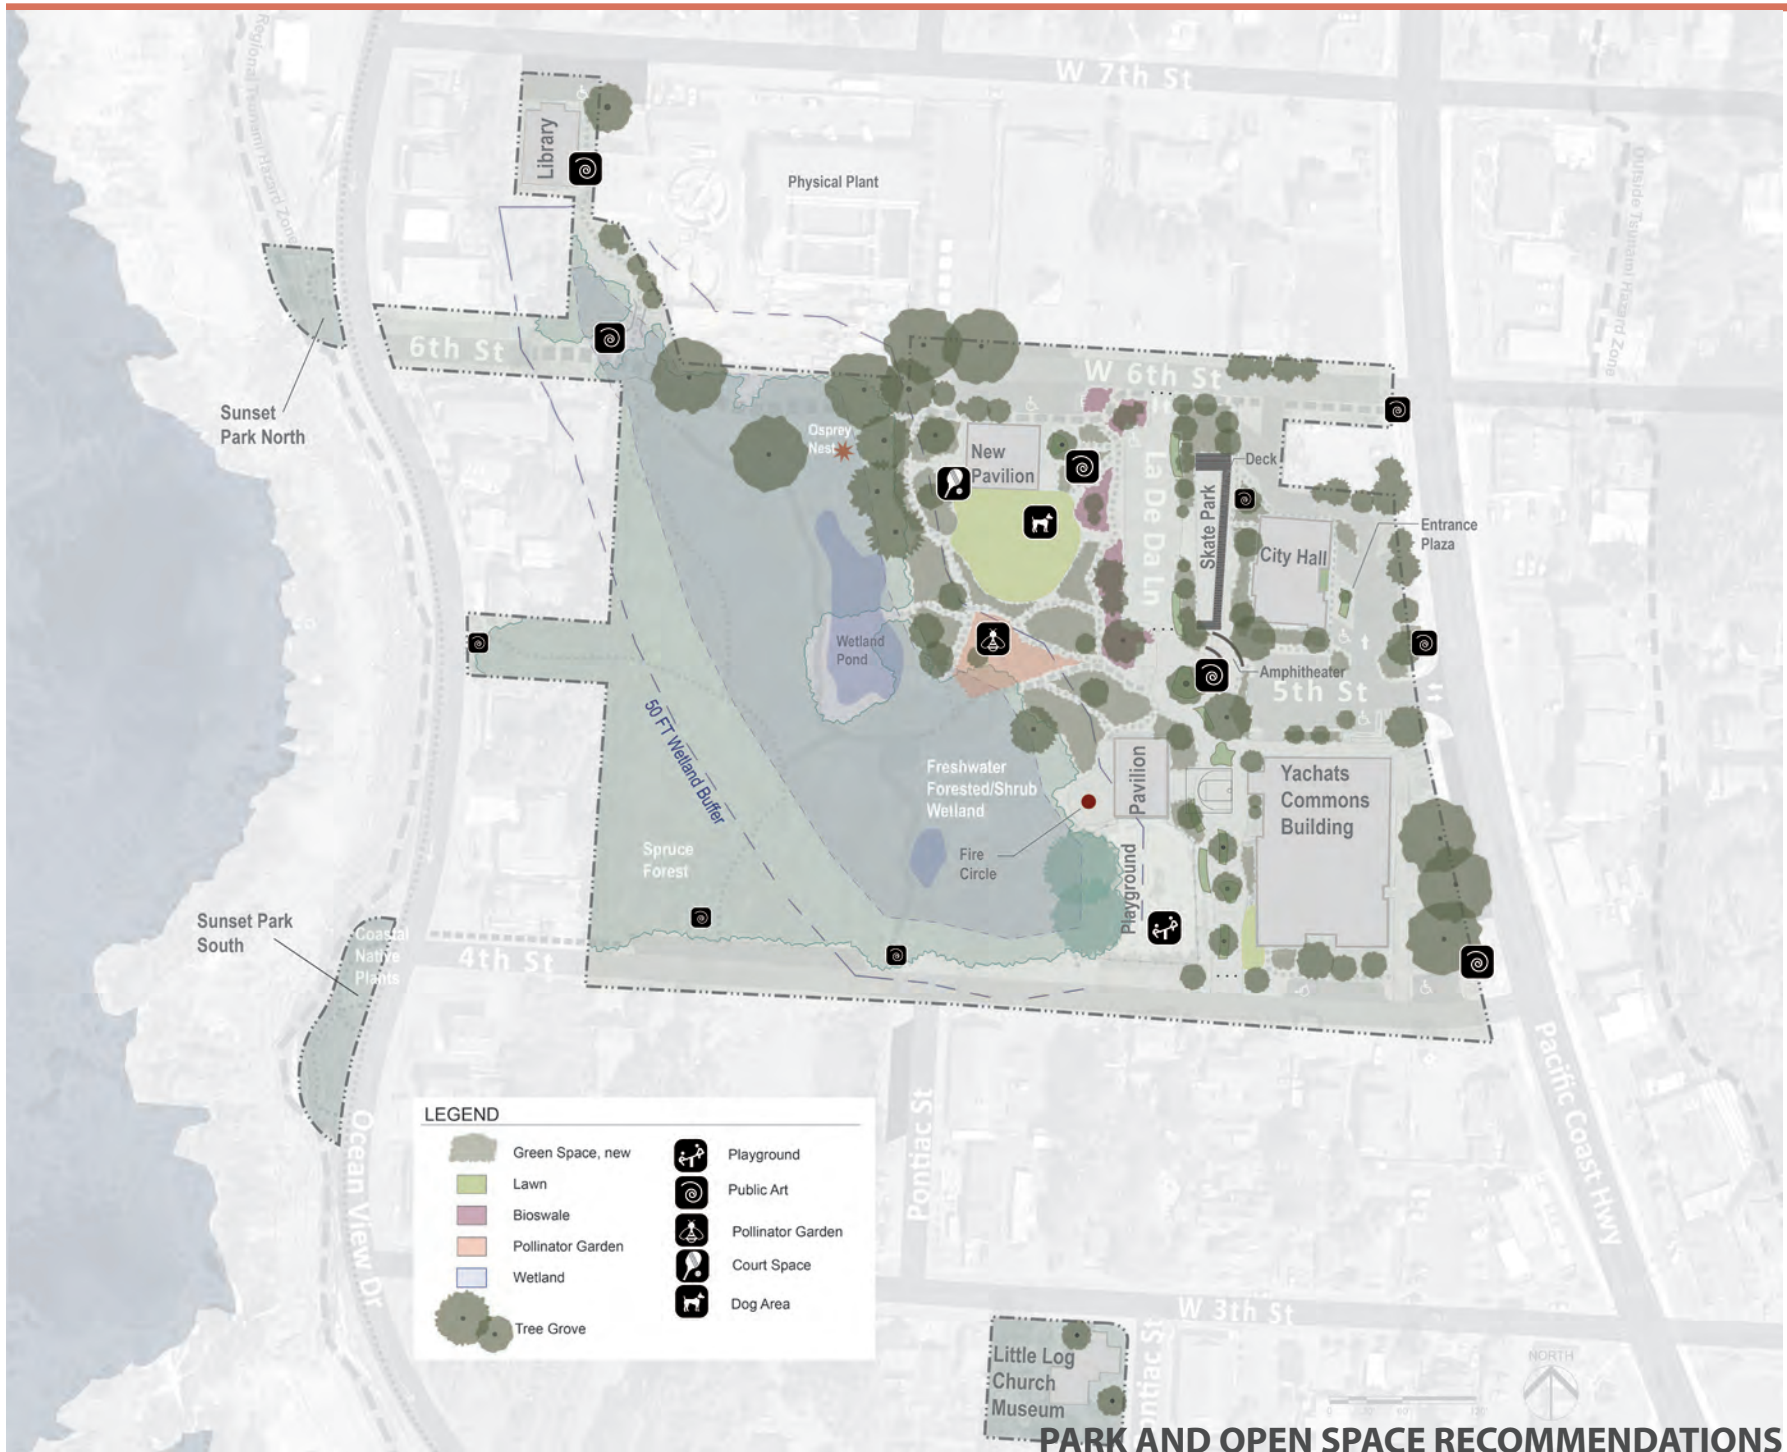 Regional Tsunami Hazard Zone
W 7th St
Library
Physical Plant
Outside Tsunami Hazard Zone
6th St
W 6th St
Sunset
Park North
Osprey
Nest
New
Pavilion
La De Da Ln
Deck
Skate Park
City Hall
Entrance
Plaza
Wetland
Pond
Amphitheater
5th St
50 FT Wetland Buffer
Freshwater
Forested/Shrub
Wetland
Pavilion
Yachats
Commons
Building
Spruce
Forest
Fire
Circle
Playground
Sunset Park
South
Coastal
Native
Plants
4th St
Pacific Coast Hwy
Ocean View Dr
Pontiac St
LEGEND
Green Space, new
Lawn
Bioswale
Pollinator Garden
Wetland
Tree Grove
Playground
Public Art
Pollinator Garden
Court Space
Dog Area
W 3th St
Little Log
Church
Museum
Pontiac St
NORTH
PARK AND OPEN SPACE RECOMMENDATIONS